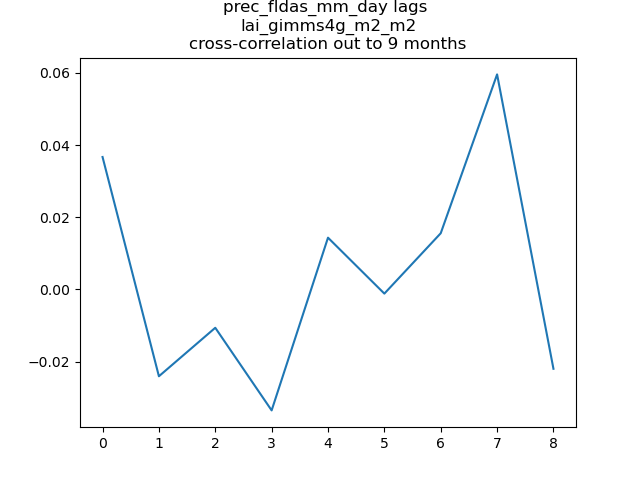 prec_fldas_mm_day lags
lai_gimms4g_m2_m2
cross-correlation out to 9 months
0.06
0.04
0.02
0.00
−0.02
0 1 2 3 4 5 6 7 8